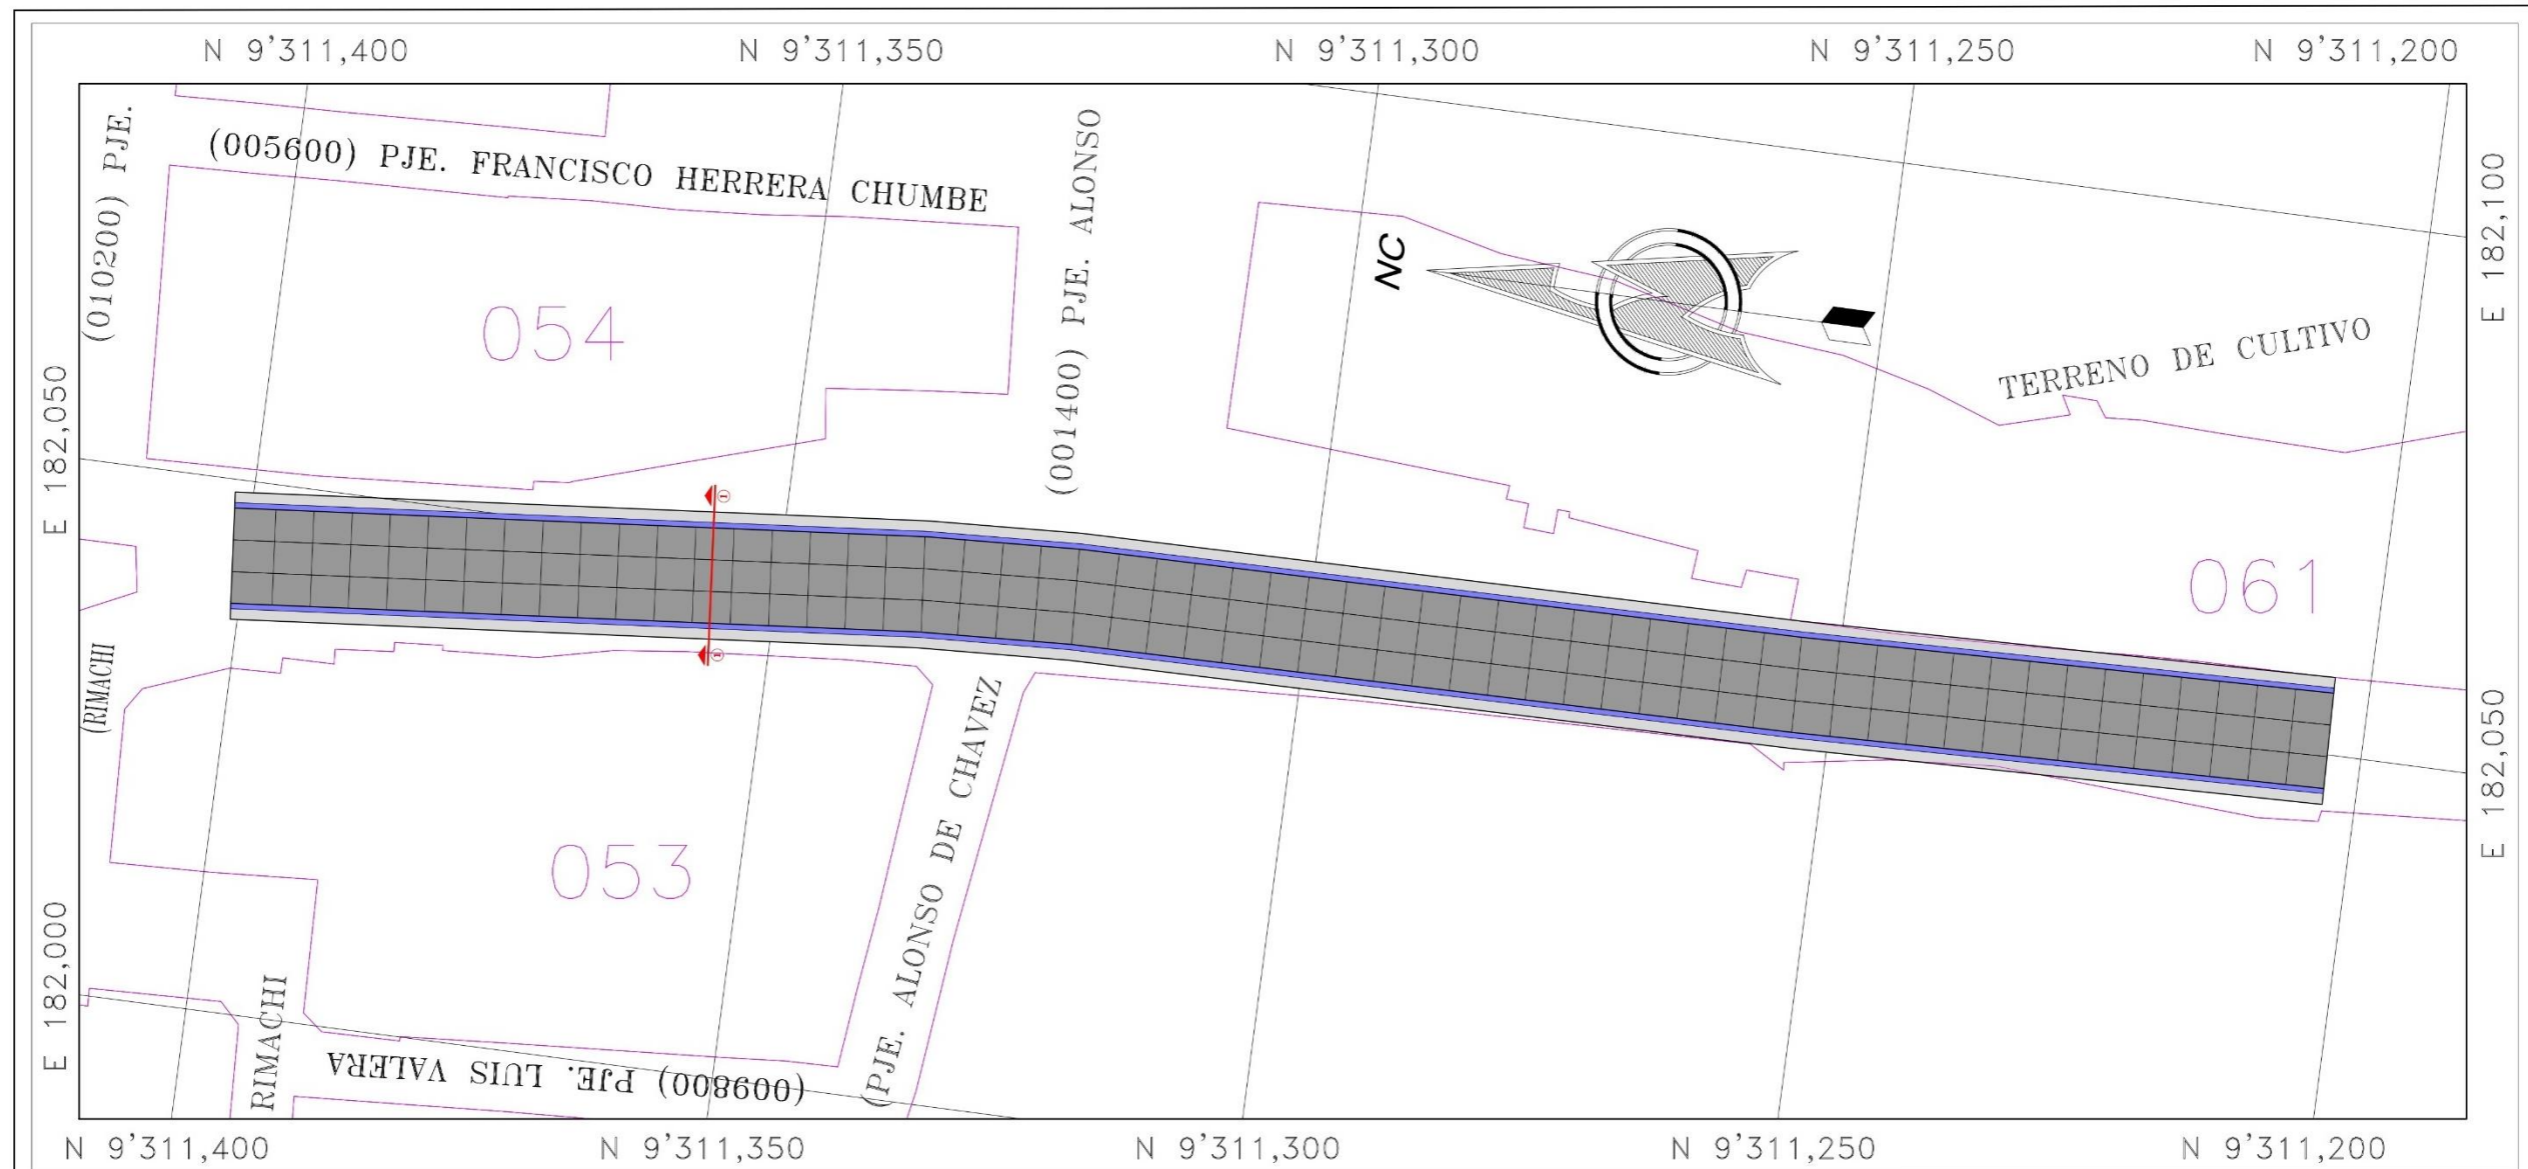 N 9'311,400
N 9'311,350
N 9'311,300
N 9'311,250
N 9'311,200
(010200) PJE.
(005600) PJE. FRANCISCO HERRERA CHUMBE
(001400) PJE. ALONSO
E 182,100
NC
054
TERRENO DE CULTIVO
E 182,050
1
061
1
(RIMACHI
(PJE. ALONSO DE CHAVEZ
E 182,050
053
E 182,000
RIMACHI
(009800) PJE. LUIS VALERA
N 9'311,400
N 9'311,350
N 9'311,300
N 9'311,250
N 9'311,200